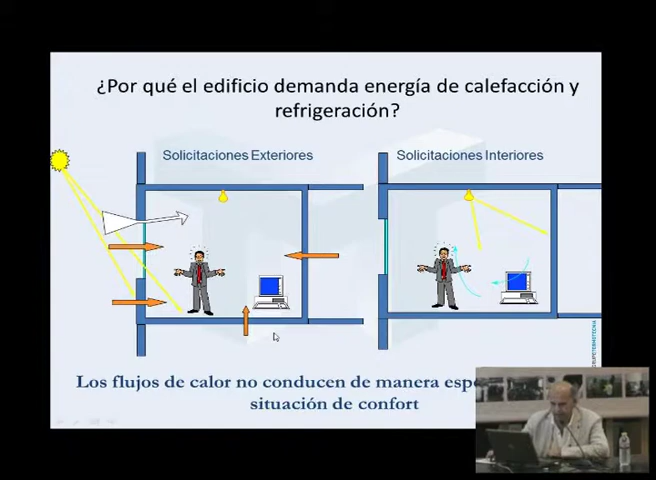 ¿Por qué el edificio demanda energía de calefacción y
refrigeración?
Solicitaciones Exteriores
Solicitaciones Interiores
Los flujos de calor no conducen de manera
situación de confort